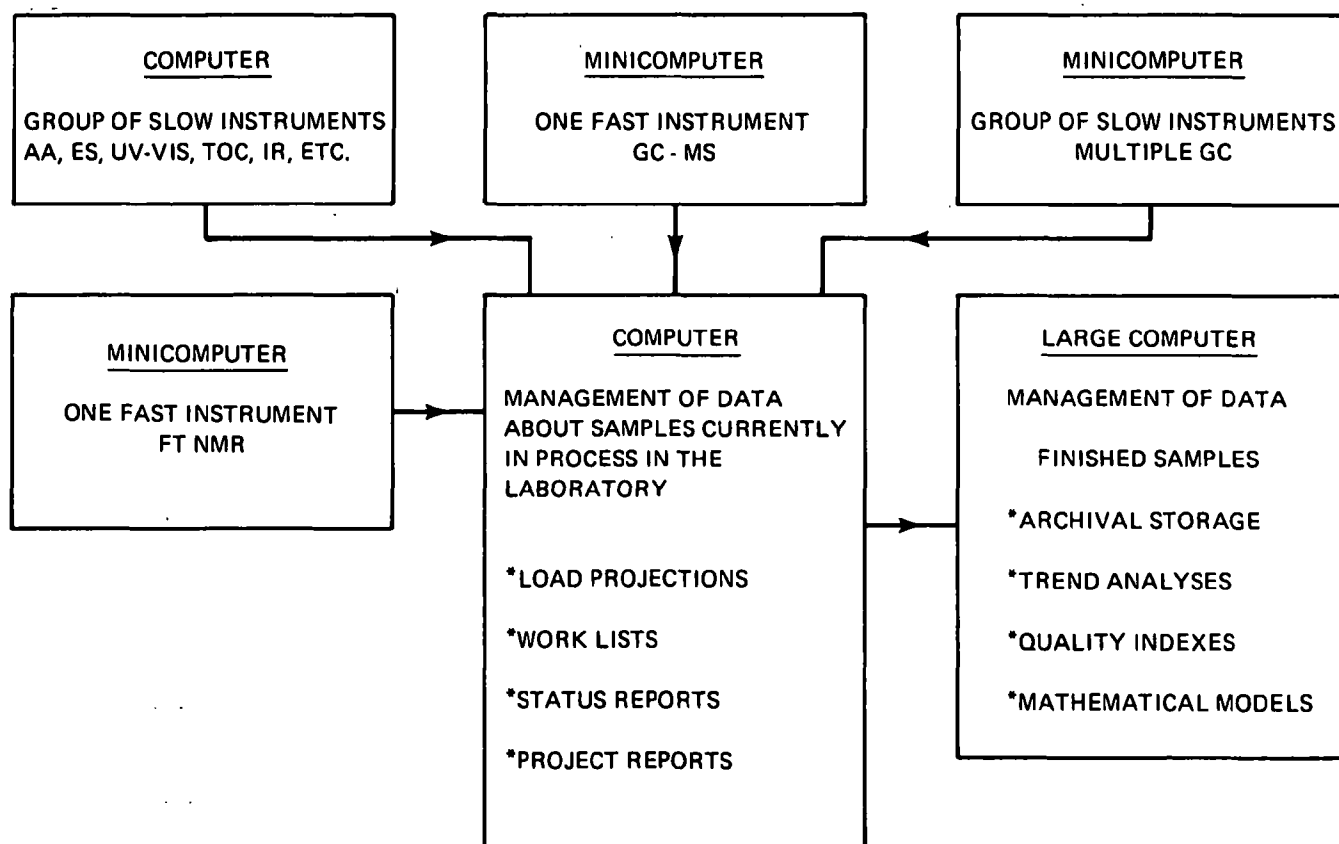 COMPUTER
GROUP OF SLOW INSTRUMENTS
AA, ES, UV-VIS, TOC, IR, ETC.
MINICOMPUTER
ONE FAST INSTRUMENT
GC - MS
MINICOMPUTER
GROUP OF SLOW INSTRUMENTS
MULTIPLE GC
MINICOMPUTER
ONE FAST INSTRUMENT
FT NMR
COMPUTER
MANAGEMENT OF DATA
ABOUT SAMPLES CURRENTLY
IN PROCESS IN THE
LABORATORY
*LOAD PROJECTIONS
*WORK LISTS
*STATUS REPORTS
*PROJECT REPORTS
LARGE COMPUTER
MANAGEMENT OF DATA
FINISHED SAMPLES
*ARCHIVAL STORAGE
*TREND ANALYSES
*QUALITY INDEXES
*MATHEMATICAL MODELS